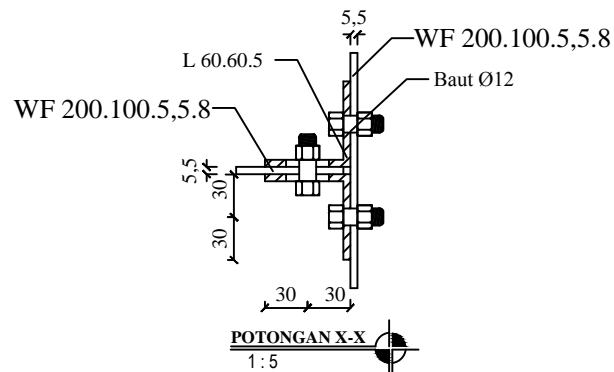 5,5
WF 200.100.5,5.8
L 60.60.5
Baut Ø12
WF 200.100.5,5.8
5,5
30
30
30
30
POTONGAN X-X
1 : 5